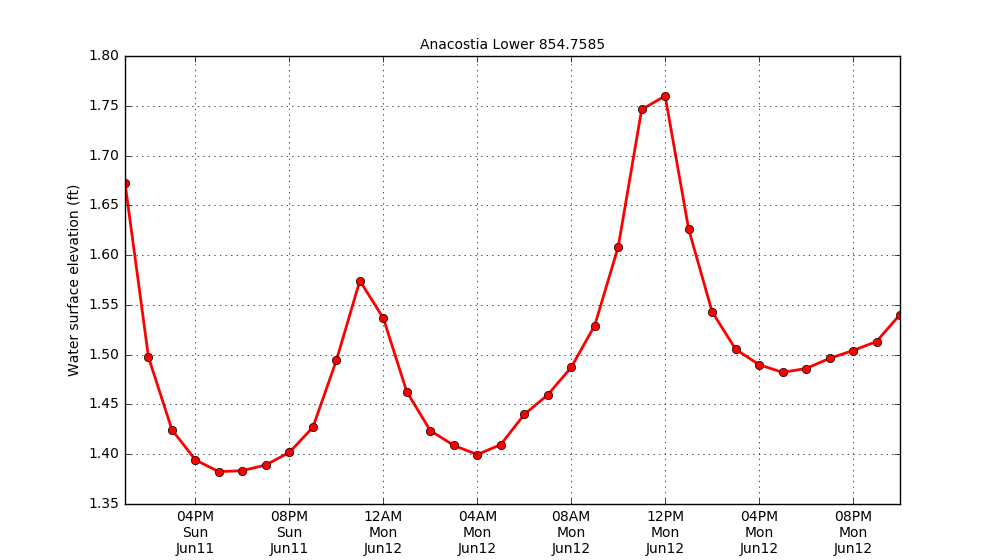 Anacostia Lower 854.7585
1.80
1.75
1.70
1.65
1.60
1.55
1.50
1.45
1.40
1.35
Water surface elevation (ft)
04PM 08PM 12AM 04AM 08AM 12PM 04PM 08PM
Sun Sun Mon Mon Mon Mon Mon Mon
Jun11 Jun11 Jun12 Jun12 Jun12 Jun12 Jun12 Jun12